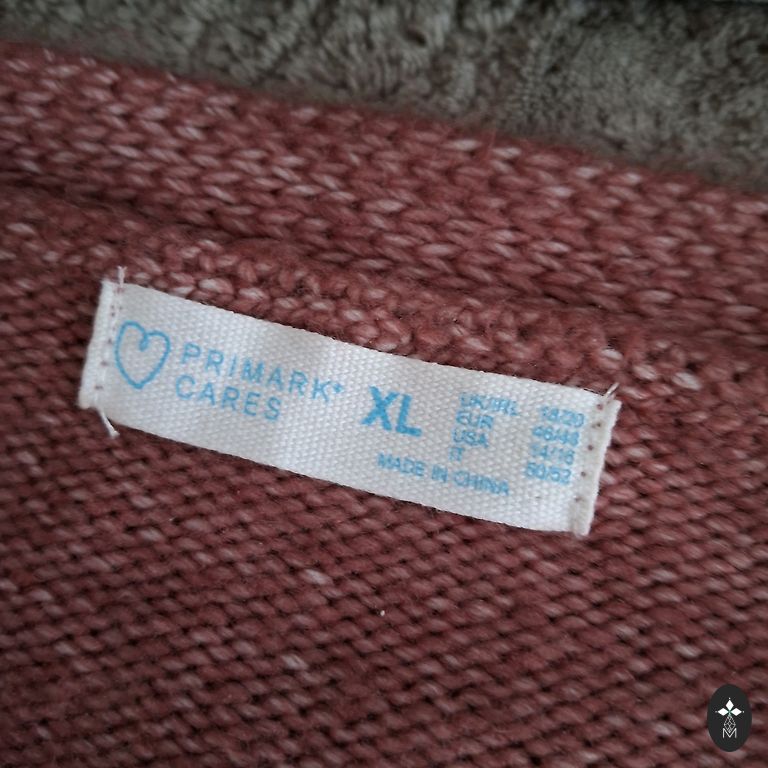 PRIMARK+
CARES
XL
UK/IRL 18/20
EUR 46/48
USA 14/16
IT 50/52
MADE IN CHINA